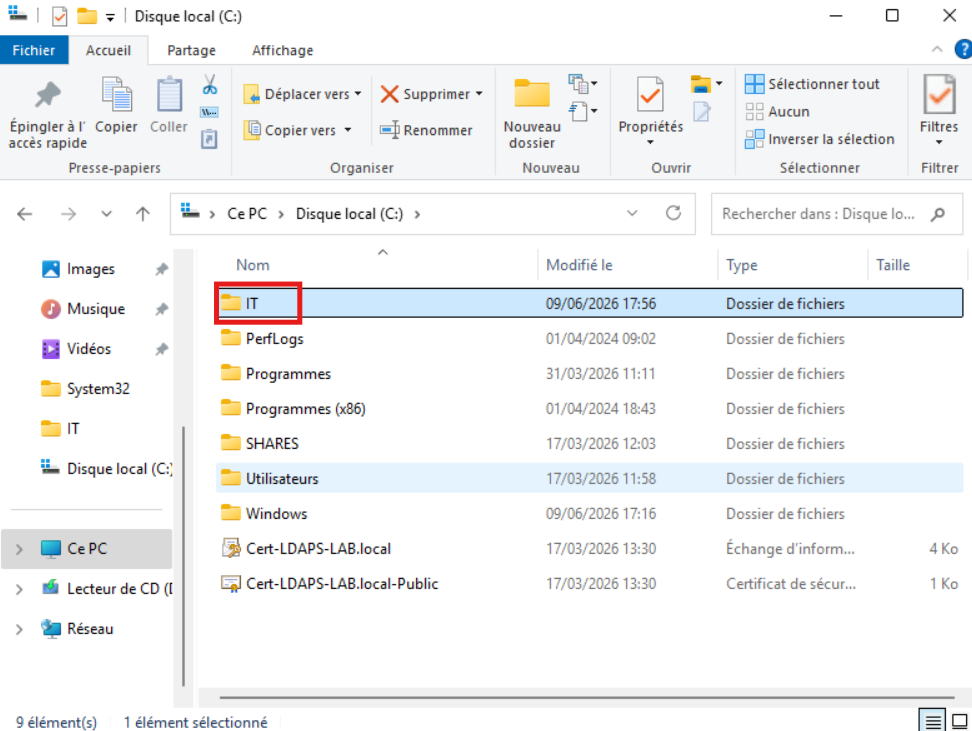 Disque local (C:)
Fichier Accueil Partage Affichage ?
Épingler à l'
accès rapide
Copier
Coller
W...
Presse-papiers
Déplacer vers
Copier vers
Supprimer
Renommer
Organiser
Nouveau
dossier
Nouveau
Propriétés
Ouvrir
Sélectionner tout
Aucun
Inverser la sélection
Sélectionner
Filtres
Filtrer
Ce PC > Disque local (C:) >
Rechercher dans : Disque lo...
Images
Musique
Vidéos
System32
IT
Disque local (C:)
Ce PC
Lecteur de CD (D
Réseau
Nom Modifié le Type Taille
IT 09/06/2026 17:56 Dossier de fichiers
PerfLogs 01/04/2024 09:02 Dossier de fichiers
Programmes 31/03/2026 11:11 Dossier de fichiers
Programmes (x86) 01/04/2024 18:43 Dossier de fichiers
SHARES 17/03/2026 12:03 Dossier de fichiers
Utilisateurs 17/03/2026 11:58 Dossier de fichiers
Windows 09/06/2026 17:16 Dossier de fichiers
Cert-LDAPS-LAB.local 17/03/2026 13:30 Échange d'inform... 4 Ko
Cert-LDAPS-LAB.local-Public 17/03/2026 13:30 Certificat de sécur... 1 Ko
9 élément(s) 1 élément sélectionné